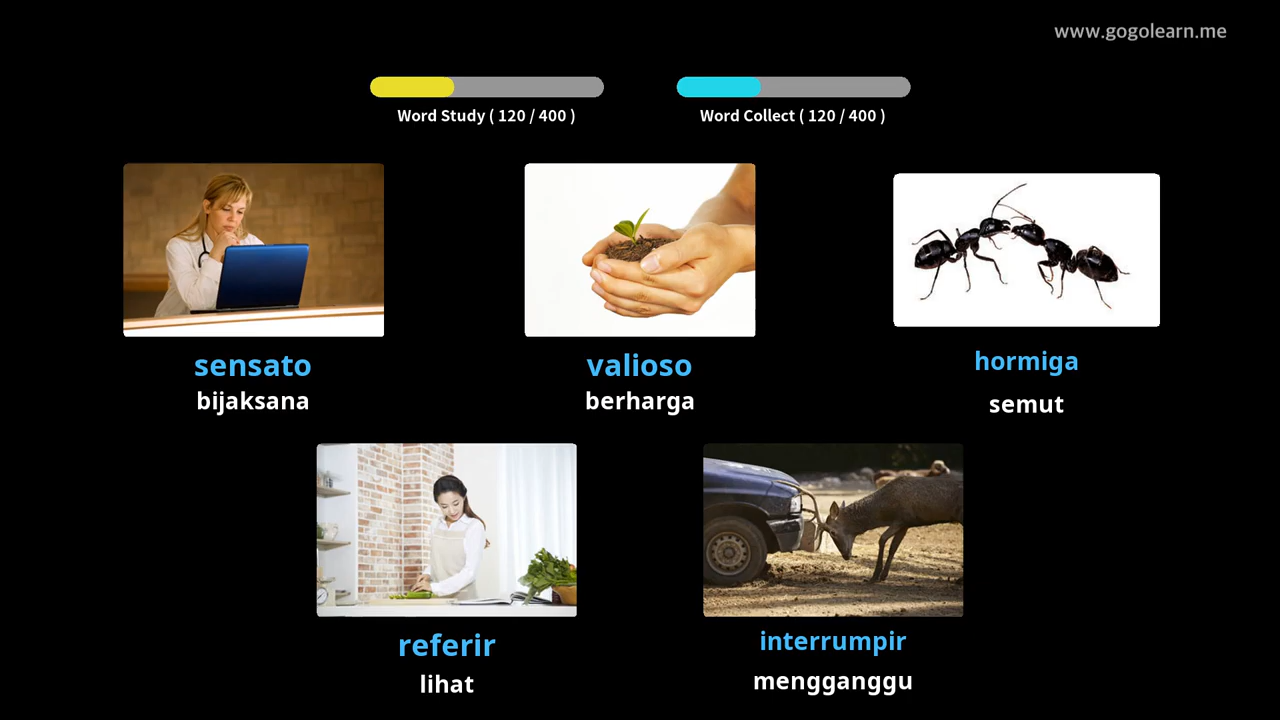 www.gogolearn.me
Word Study ( 120 / 400 )
Word Collect ( 120 / 400 )
sensato
bijaksana
valioso
berharga
hormiga
semut
referir
lihat
interrumpir
mengganggu